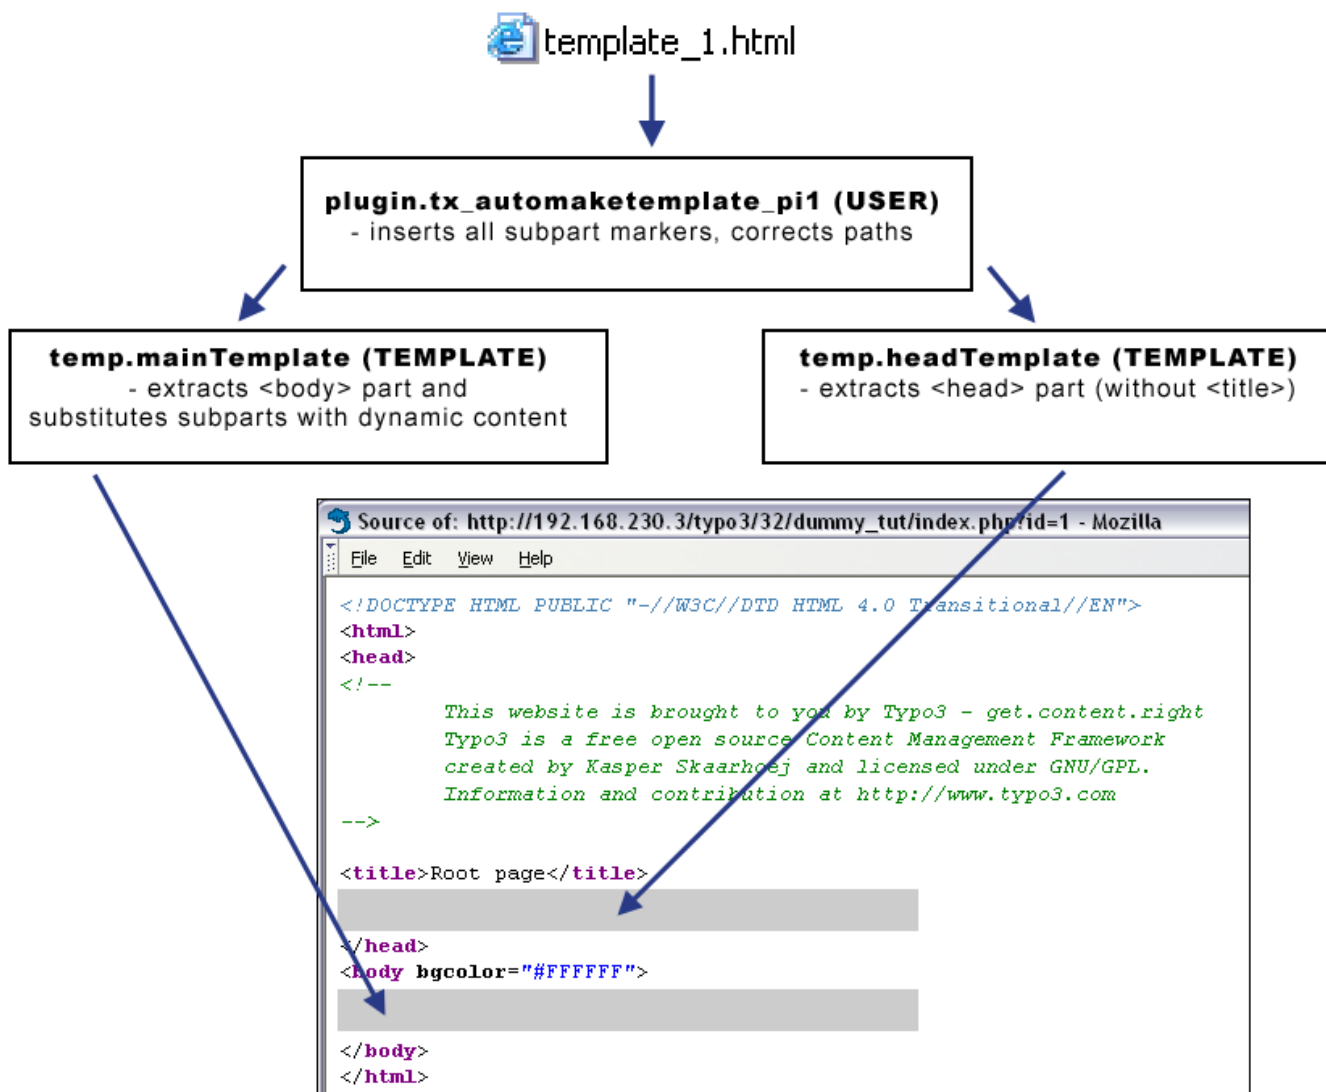 template_1.html
plugin.tx_automaketemplate_pi1 (USER)
- inserts all subpart markers, corrects paths
temp.mainTemplate (TEMPLATE)
- extracts <body> part and
substitutes subparts with dynamic content
temp.headTemplate (TEMPLATE)
- extracts <head> part (without <title>)
Source of: http://192.168.230.3/typo3/32/dummy_tut/index.php?id=1 - Mozilla
File Edit View Help
<!DOCTYPE HTML PUBLIC "-//W3C//DTD HTML 4.0 Transitional//EN">
<html>
<head>
<!--
This website is brought to you by Typo3 - get.content.right
Typo3 is a free open source Content Management Framework
created by Kasper Skaarhoej and licensed under GNU/GPL.
Information and contribution at http://www.typo3.com
-->
<title>Root page</title>
</head>
<body bgcolor="#FFFFFF">
</body>
</html>